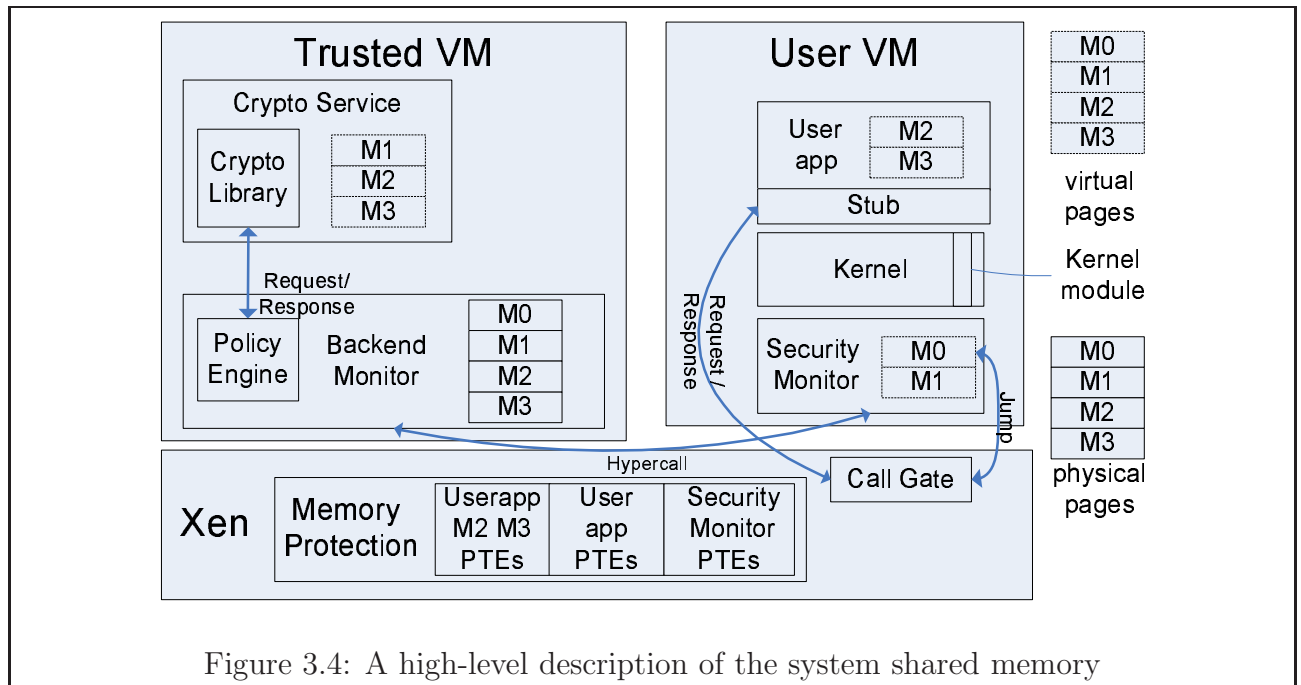 Trusted VM
Crypto Service
Crypto
Library
M1
M2
M3
Request/
Response
Policy
Engine
Backend
Monitor
M0
M1
M2
M3
User VM
User
app
M2
M3
Stub
Kernel
Security
Monitor
M0
M1
Request /
Response
Jump
M0
M1
M2
M3
virtual
pages
Kernel
module
M0
M1
M2
M3
physical
pages
Hypercall
Call Gate
Xen
Memory
Protection
Userapp
M2 M3
PTEs
User
app
PTEs
Security
Monitor
PTEs
Figure 3.4: A high-level description of the system shared memory